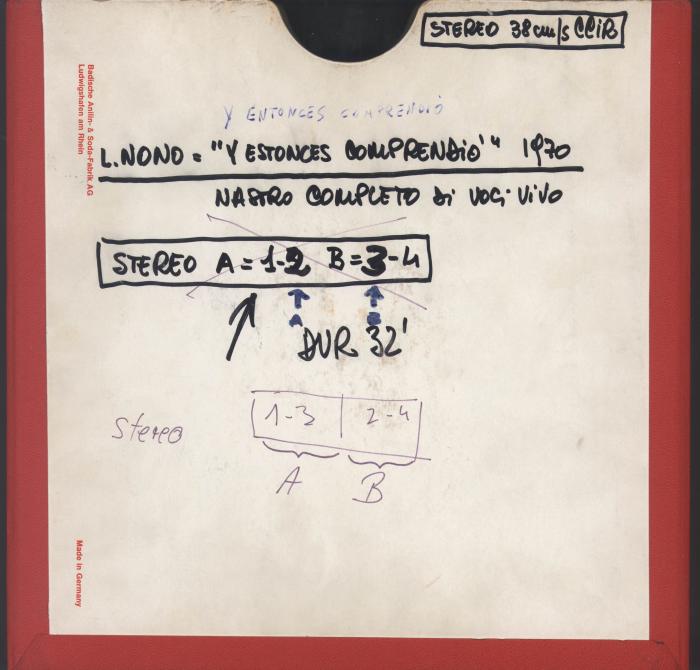 STEREO 38cm/s CCIR
Badische Anilin- & Soda-Fabrik AG
Ludwigshafen am Rhein
Y ENTONCES COMPRENDIÓ
L.NONO = "Y ESTONCES COMPRENDIÓ" 1970
NASTRO COMPLETO di VOCI VIVO
STEREO A=1-2 B=3-4
A B
DUR 32'
Stereo 1-3 2-4
A B
Made in Germany